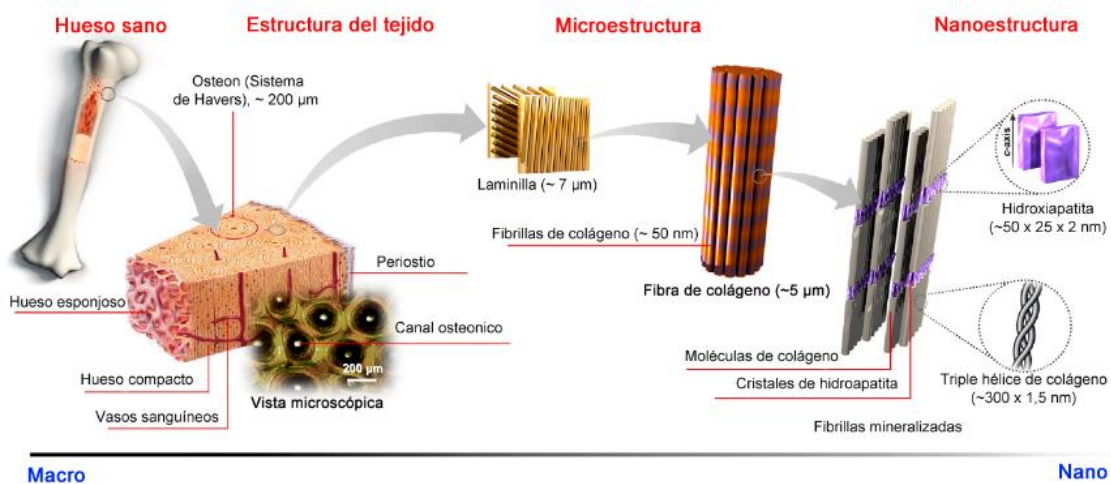 Hueso sano
Estructura del tejido
Microestructura
Nanoestructura
Osteon (Sistema
de Havers), ~ 200 µm
Laminilla (~ 7 µm)
Fibrillas de colágeno (~ 50 nm)
Fibra de colágeno (~5 µm)
c-axis
Hidroxiapatita
(~50 x 25 x 2 nm)
Periostio
Hueso esponjoso
Canal osteonico
200 µm
Vista microscópica
Hueso compacto
Vasos sanguíneos
Moléculas de colágeno
Cristales de hidroapatita
Triple hélice de colágeno
(~300 x 1,5 nm)
Fibrillas mineralizadas
Macro
Nano